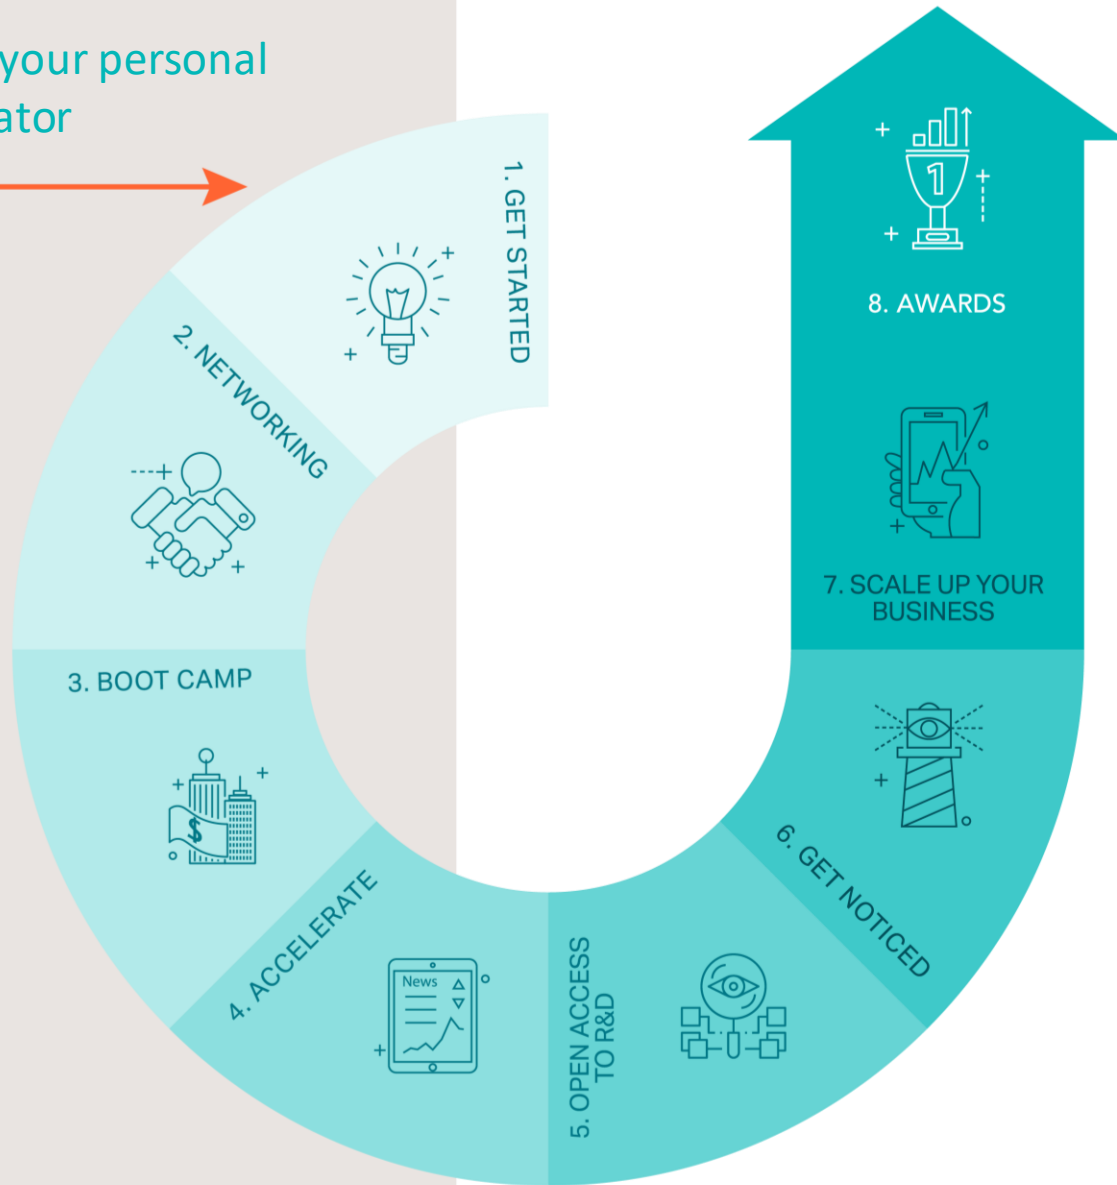 your personal
ator
1. GET STARTED
2. NETWORKING
3. BOOT CAMP
$
4. ACCELERATE
News
5. OPEN ACCESS
TO R&D
6. GET NOTICED
7. SCALE UP YOUR
BUSINESS
1
8. AWARDS